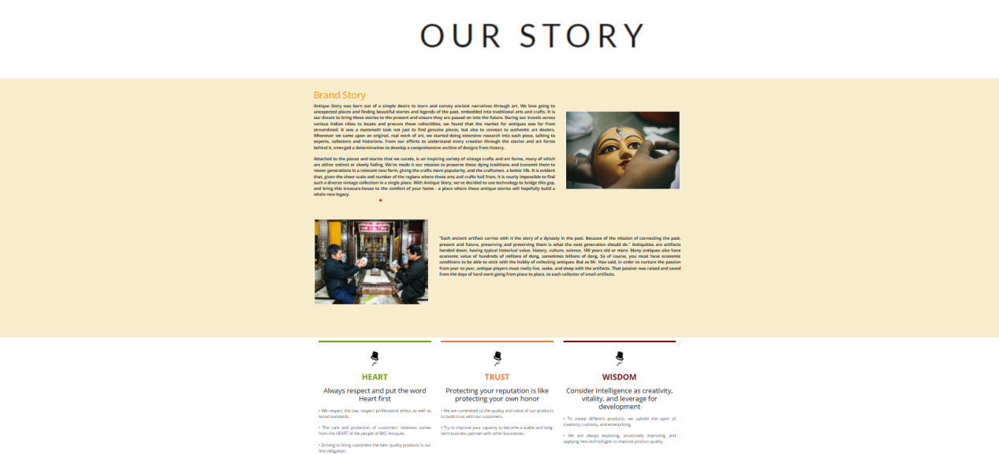 OUR STORY
Brand Story
Antique Story was born out of a simple desire to learn and convey ancient narratives through art. We love going to
unexpected places and finding beautiful stories and legends of the past, embedded into traditional arts and crafts. It is
our dream to bring these stories to the present and ensure they are passed on into the future. During our travels across
various Indian cities to locate and procure these collectibles, we found that the market for antiques was far from
streamlined. It was a mammoth task not just to find genuine pieces, but also to connect to authentic art dealers.
Whenever we came upon an original, real work of art, we started doing extensive research into each piece, talking to
experts, collectors and historians. From our efforts to understand every creation through the stories and art forms
behind it, emerged a determination to develop a comprehensive archive of designs from history.
Attached to the pieces and stories that we curate, is an inspiring variety of vintage crafts and art forms, many of which
are either extinct or slowly fading. We've made it our mission to preserve these dying traditions and transmit them to
newer generations in a relevant new form, giving the crafts more popularity, and the craftsmen, a better life. It is evident
that, given the sheer scale and number of the regions where these arts and crafts hail from, it is nearly impossible to find
such a diverse vintage collection in a single place. With Antique Story, we've decided to use technology to bridge this gap,
and bring this treasure-house to the comfort of your home - a place where these antique stories will hopefully build a
whole new legacy.
"Each ancient artifact carries with it the story of a dynasty in the past. Because of the mission of connecting the past,
present and future, preserving and preserving them is what the next generation should do." Antiquities are artifacts
handed down, having typical historical value. history, culture, science, 100 years old or more. Many antiques also have
economic value of hundreds of millions of dong, sometimes billions of dong. So of course, you must have economic
conditions to be able to stick with the hobby of collecting antiques. But as Mr. Hoa said, in order to nurture the passion
from year to year, antique players must really live, wake, and sleep with the artifacts. That passion was raised and saved
from the days of hard work going from place to place, to each collector of small artifacts.
HEART
Always respect and put the word
Heart first
• We respect the law, respect professional ethics as well as
social standards.
• The care and protection of customers' interests comes
from the HEART of the people of BKC Antiques.
• Striving to bring customers the best quality products is our
first obligation.
TRUST
Protecting your reputation is like
protecting your own honor
• We are committed to the quality and value of our products
to build trust with our customers.
• Try to improve your capacity to become a stable and long-
term business partner with other businesses.
WISDOM
Consider Intelligence as creativity,
vitality, and leverage for
development
• To create different products, we uphold the spirit of
creativity, curiosity, and enterprising.
• We are always exploring, proactively improving and
applying new technologies to improve product quality.